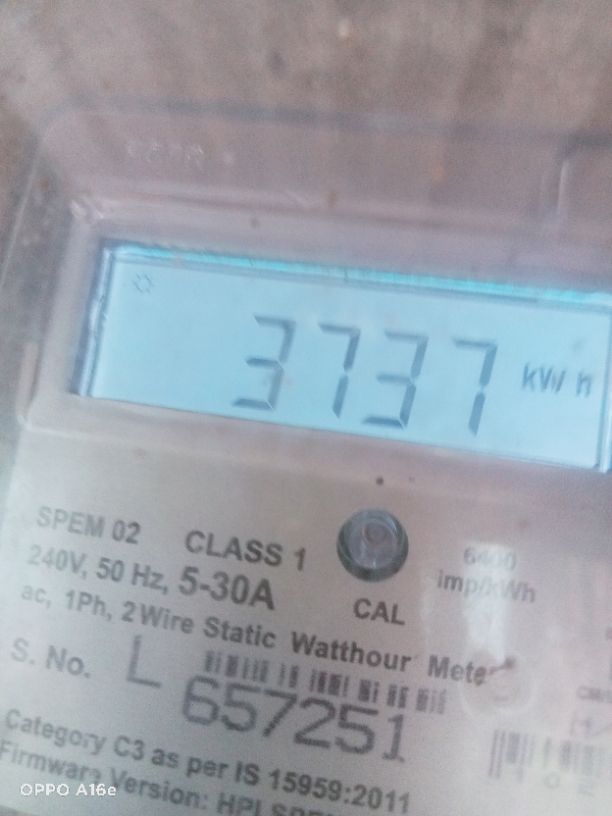 3737 kWh
SPEM 02 CLASS 1 6400
240V, 50 Hz, 5-30A imp/kWh
CAL
ac, 1Ph, 2 Wire Static Watthour Meter
S. No. L
657251
Category C3 as per IS 15959:2011
Firmware Version:
OPPO A16e